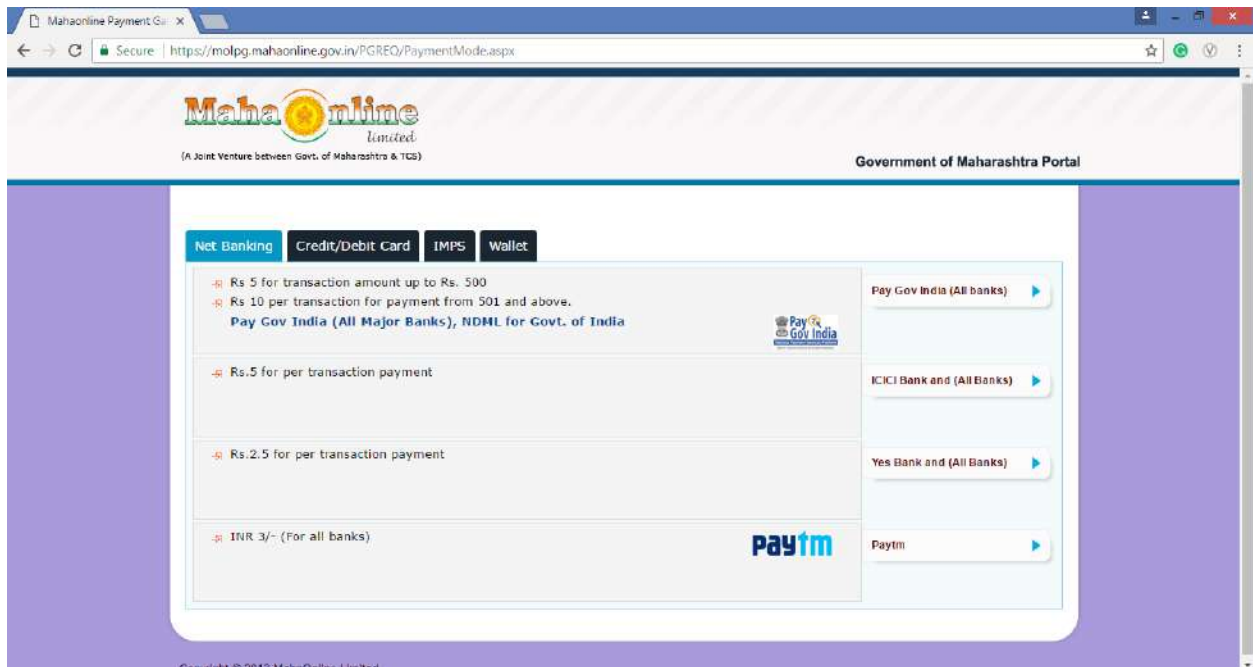 Mahaonline Payment Ga
Secure https://molpg.mahaonline.gov.in/PGREQ/PaymentMode.aspx
MahaOnline
limited
(A Joint Venture between Govt. of Maharashtra & TCS)
Government of Maharashtra Portal
Net Banking Credit/Debit Card IMPS Wallet
Rs 5 for transaction amount up to Rs. 500
Rs 10 per transaction for payment from 501 and above.
Pay Gov India (All Major Banks), NDML for Govt. of India
Pay
Gov India
Pay Gov India (All banks)
Rs.5 for per transaction payment
ICICI Bank and (All Banks)
Rs.2.5 for per transaction payment
Yes Bank and (All Banks)
INR 3/- (For all banks)
paytm
Paytm